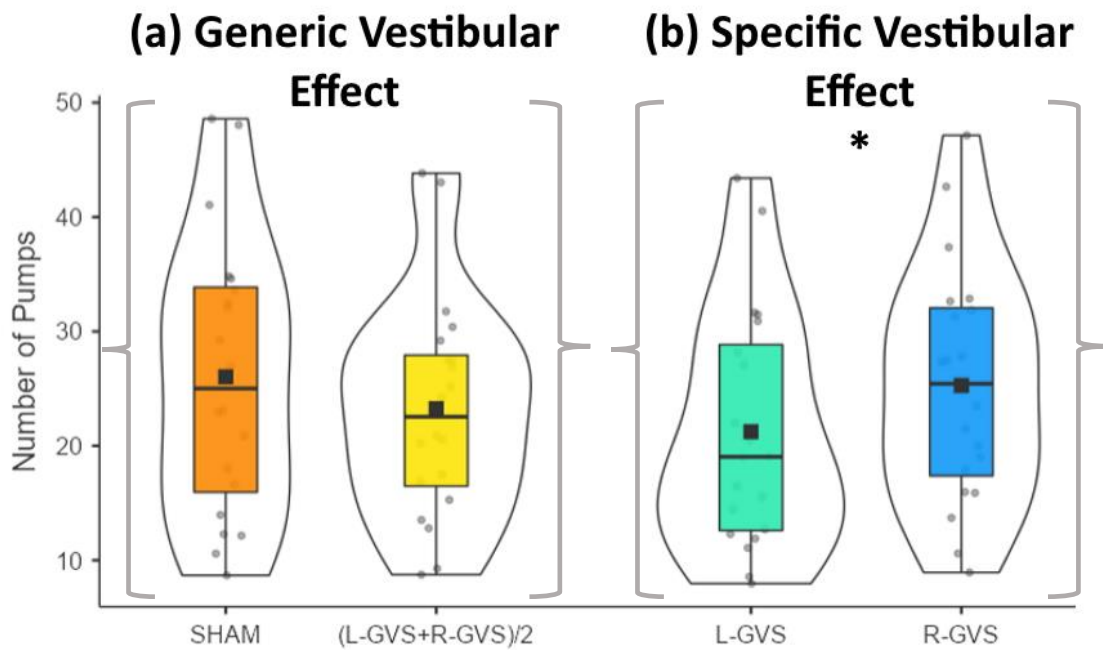 (a) Generic Vestibular
Effect
(b) Specific Vestibular
Effect
*
Number of Pumps
50
40
30
20
10
SHAM
(L-GVS+R-GVS)/2
L-GVS
R-GVS